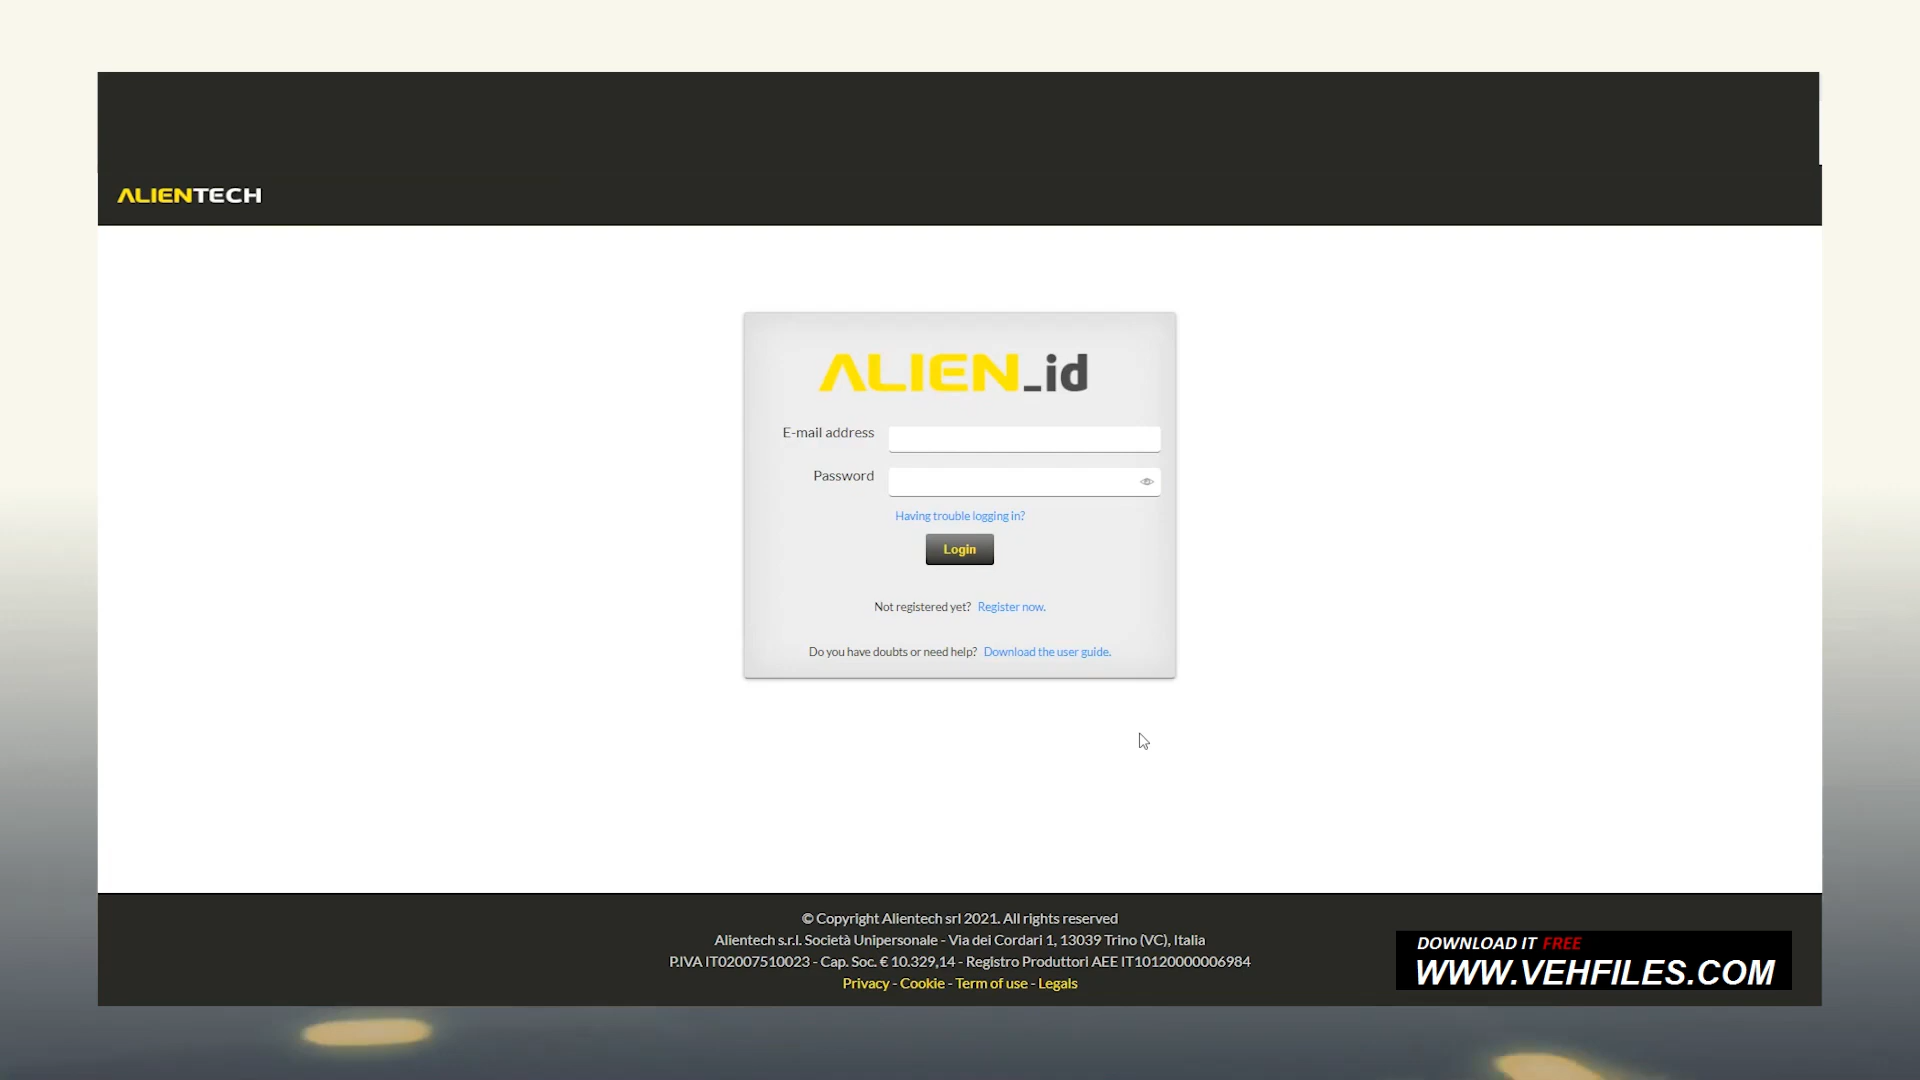 ALIENTECH
ALIEN_id
E-mail address
Password
Having trouble logging in?
Login
Not registered yet? Register now.
Do you have doubts or need help? Download the user guide.
© Copyright Alientech srl 2021. All rights reserved
Alientech s.r.l. Società Unipersonale - Via dei Cordari 1, 13039 Trino (VC), Italia
P.IVA IT02007510023 - Cap. Soc. € 10.329,14 - Registro Produttori AEE IT10120000006984
Privacy - Cookie - Term of use - Legals
DOWNLOAD IT FREE
WWW.VEHFILES.COM